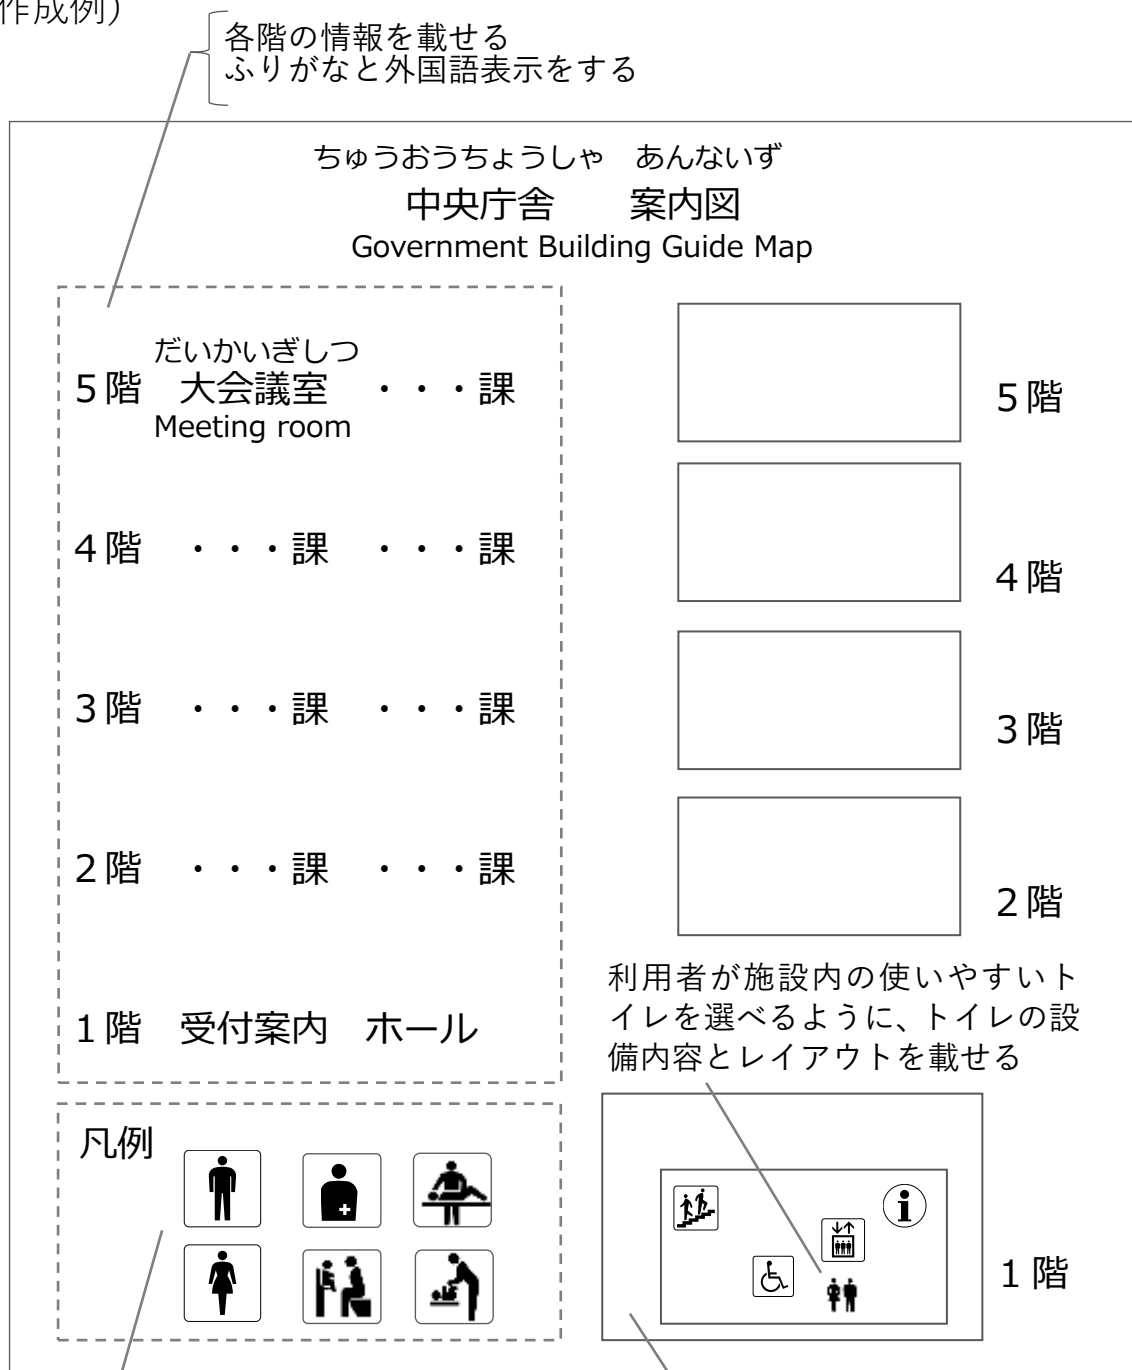 作成例）
各階の情報を載せる
ふりがなと外国語表示をする
ちゅうおうちょうしゃ　あんないず
中央庁舎　　案内図
Government Building Guide Map
だいかいぎしつ
５階　大会議室　・・・課
Meeting room
４階　・・・課　・・・課
３階　・・・課　・・・課
２階　・・・課　・・・課
１階　受付案内　ホール
５階
４階
３階
２階
利用者が施設内の使いやすいト
イレを選べるように、トイレの設
備内容とレイアウトを載せる
凡例
１階